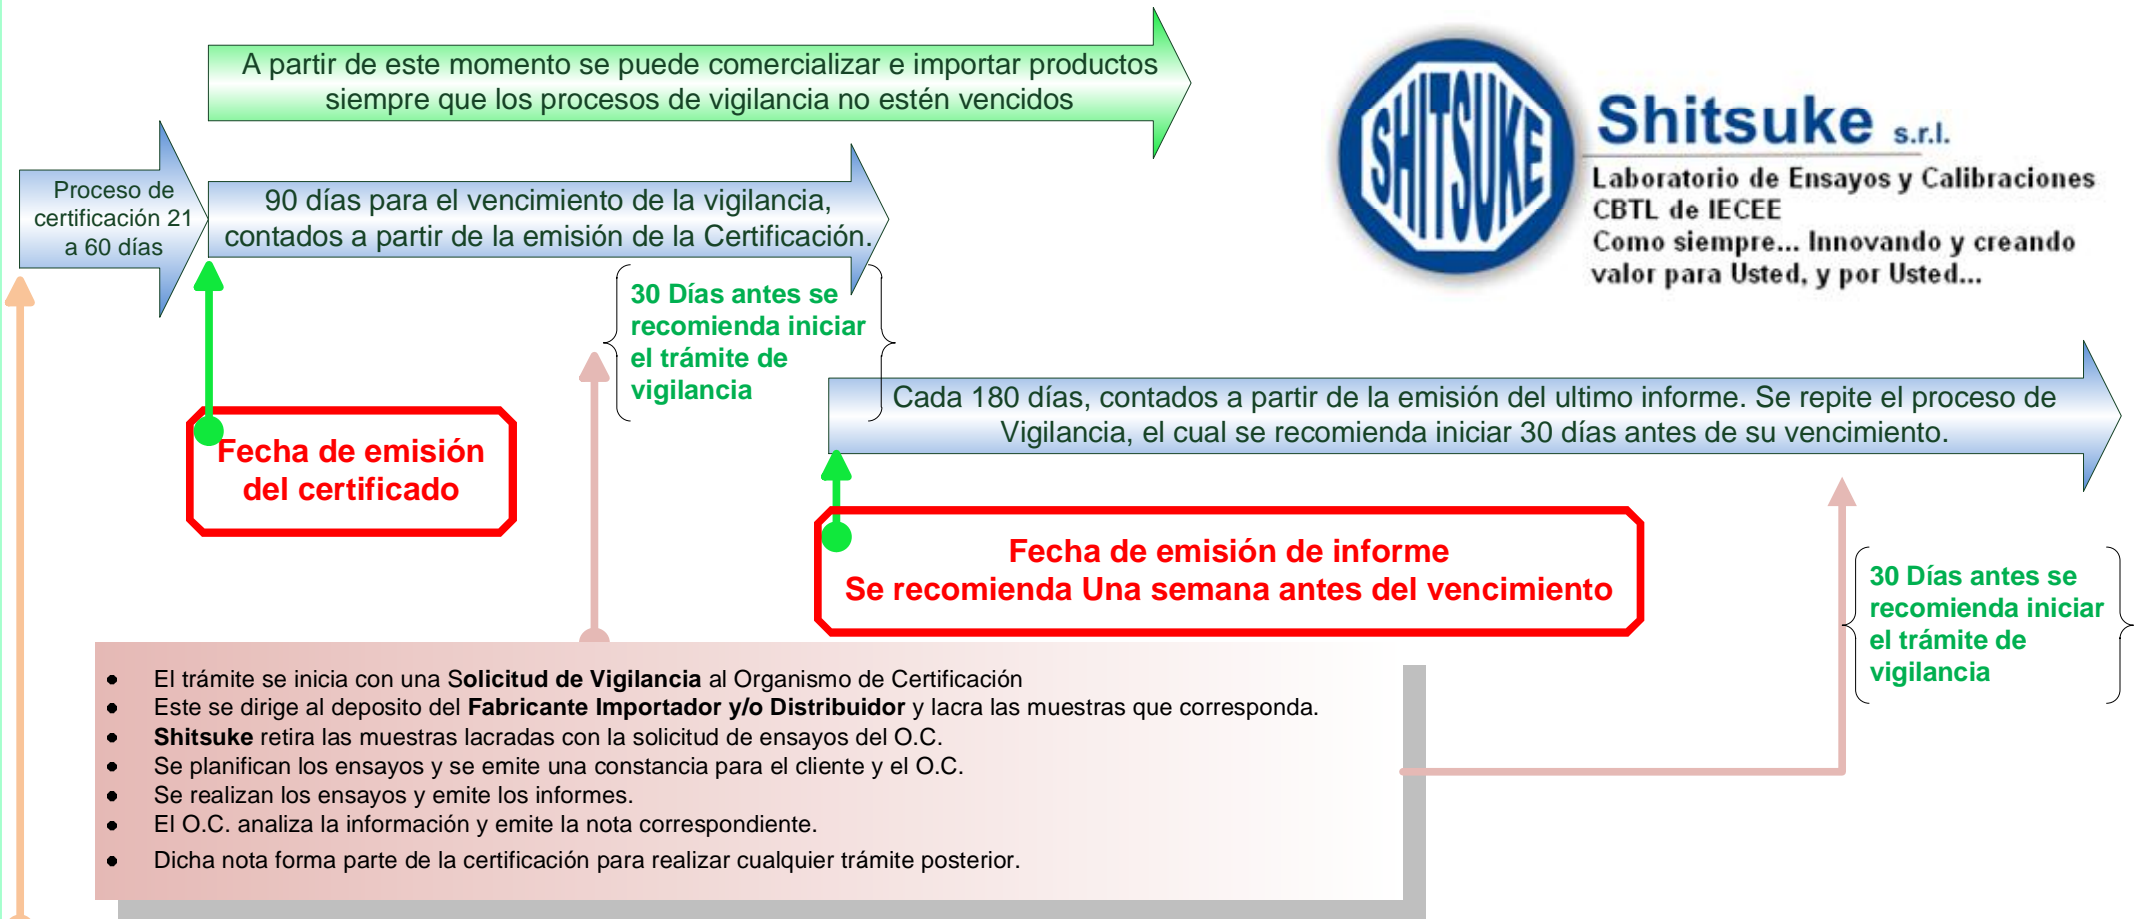 A partir de este momento se puede comercializar e importar productos
siempre que los procesos de vigilancia no estén vencidos
SHITSUKE
Shitsuke s.r.l.
Laboratorio de Ensayos y Calibraciones
CBTL de IECEE
Como siempre... Innovando y creando
valor para Usted, y por Usted...
Proceso de
certificación 21
a 60 días
90 días para el vencimiento de la vigilancia,
contados a partir de la emisión de la Certificación.
30 Días antes se
recomienda iniciar
el trámite de
vigilancia
Cada 180 días, contados a partir de la emisión del ultimo informe. Se repite el proceso de
Vigilancia, el cual se recomienda iniciar 30 días antes de su vencimiento.
Fecha de emisión
del certificado
Fecha de emisión de informe
Se recomienda Una semana antes del vencimiento
30 Días antes se
recomienda iniciar
el trámite de
vigilancia
• El trámite se inicia con una Solicitud de Vigilancia al Organismo de Certificación
• Este se dirige al deposito del Fabricante Importador y/o Distribuidor y lacra las muestras que corresponda.
• Shitsuke retira las muestras lacradas con la solicitud de ensayos del O.C.
• Se planifican los ensayos y se emite una constancia para el cliente y el O.C.
• Se realizan los ensayos y emite los informes.
• El O.C. analiza la información y emite la nota correspondiente.
• Dicha nota forma parte de la certificación para realizar cualquier trámite posterior.